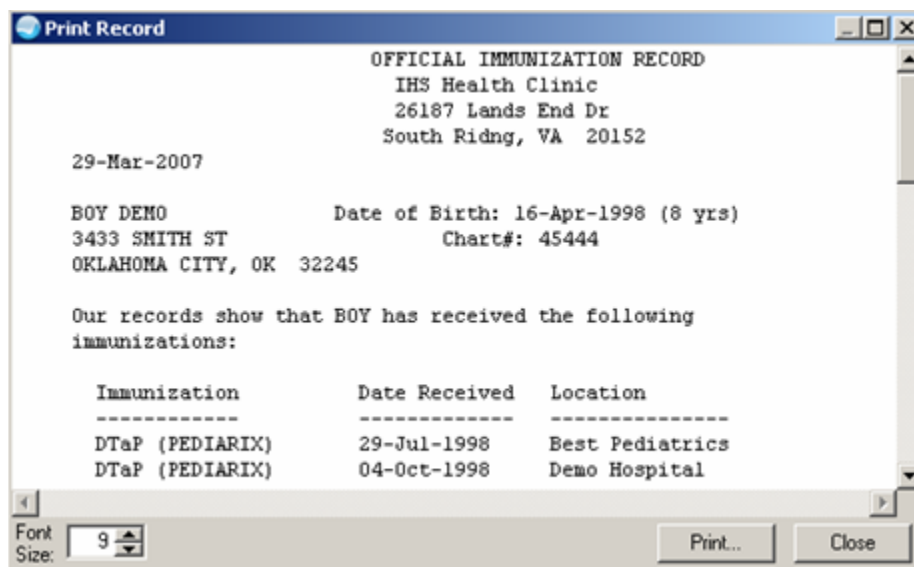 Print Record
OFFICIAL IMMUNIZATION RECORD
IHS Health Clinic
26187 Lands End Dr
South Ridng, VA 20152
29-Mar-2007
BOY DEMO Date of Birth: 16-Apr-1998 (8 yrs)
3433 SMITH ST Chart#: 45444
OKLAHOMA CITY, OK 32245
Our records show that BOY has received the following
immunizations:
Immunization Date Received Location
------------ ------------- ---------------
DTaP (PEDIARIX) 29-Jul-1998 Best Pediatrics
DTaP (PEDIARIX) 04-Oct-1998 Demo Hospital
Font Size: 9 Print... Close